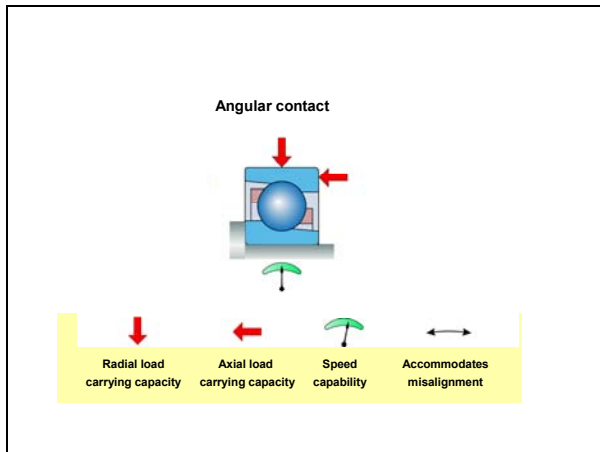 Angular contact
Radial load
carrying capacity
Axial load
carrying capacity
Speed
capability
Accommodates
misalignment